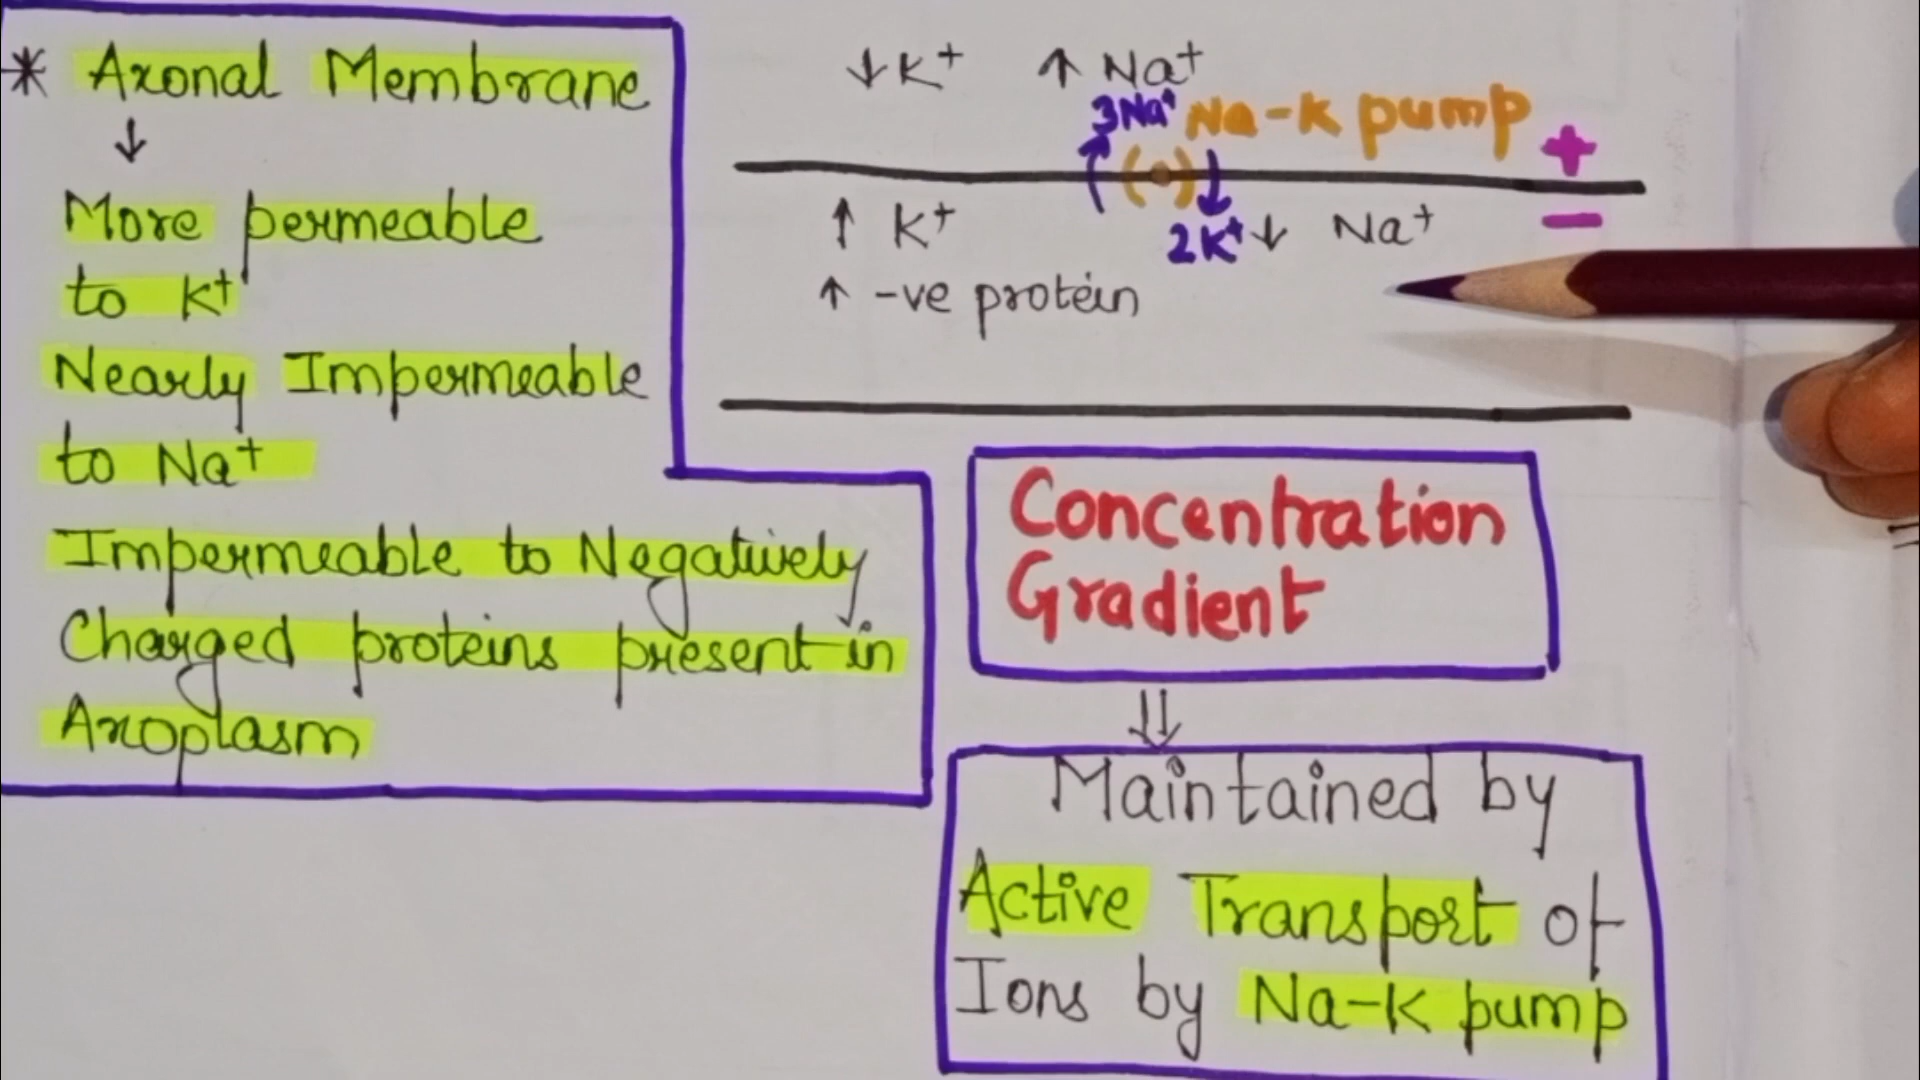 * Axonal Membrane
↓
More permeable
to K+
Nearly Impermeable
to Na+
Impermeable to Negatively
Charged proteins present in
Axoplasm
↓ K+ ↑ Na+
3Na+ Na-K pump
+
↑ K+ 2K+ ↓ Na+
−
↑ -ve protein
Concentration
Gradient
⇓
Maintained by
Active Transport of
Ions by Na-K pump